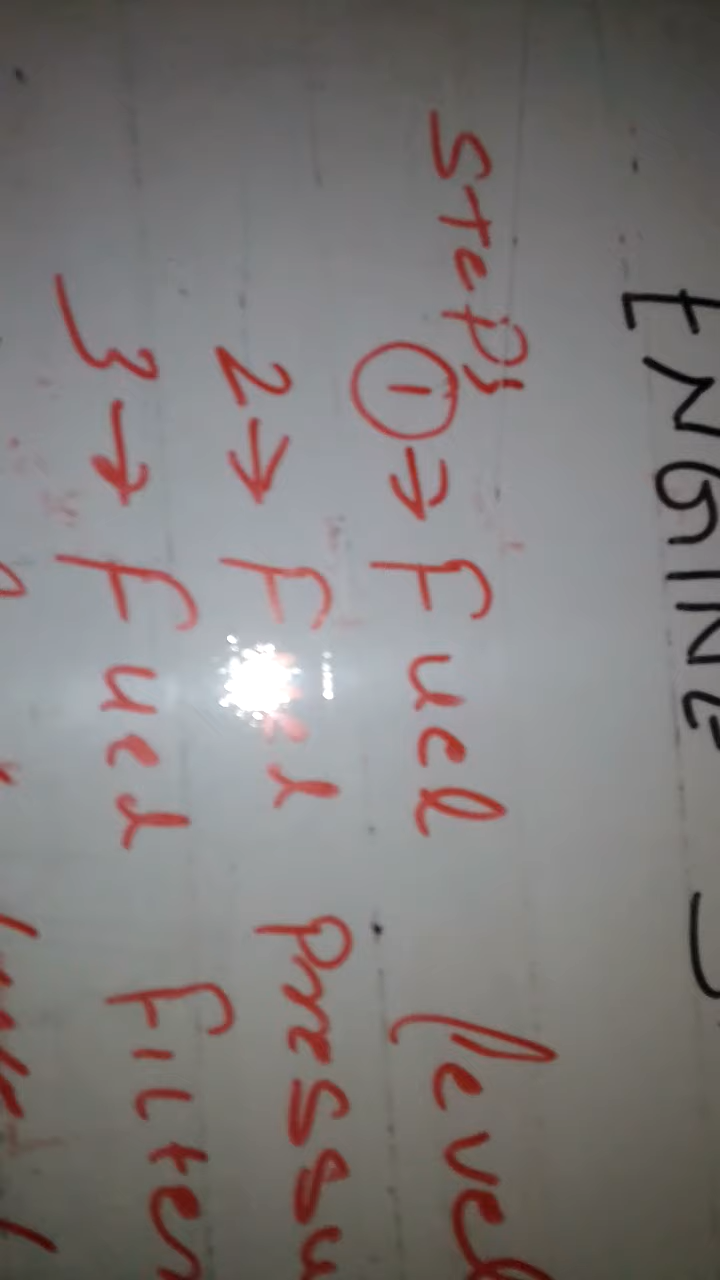 ENGINE
Step's
① → Fuel level
2 → Fuel Pressu
3 → Fuel Filter